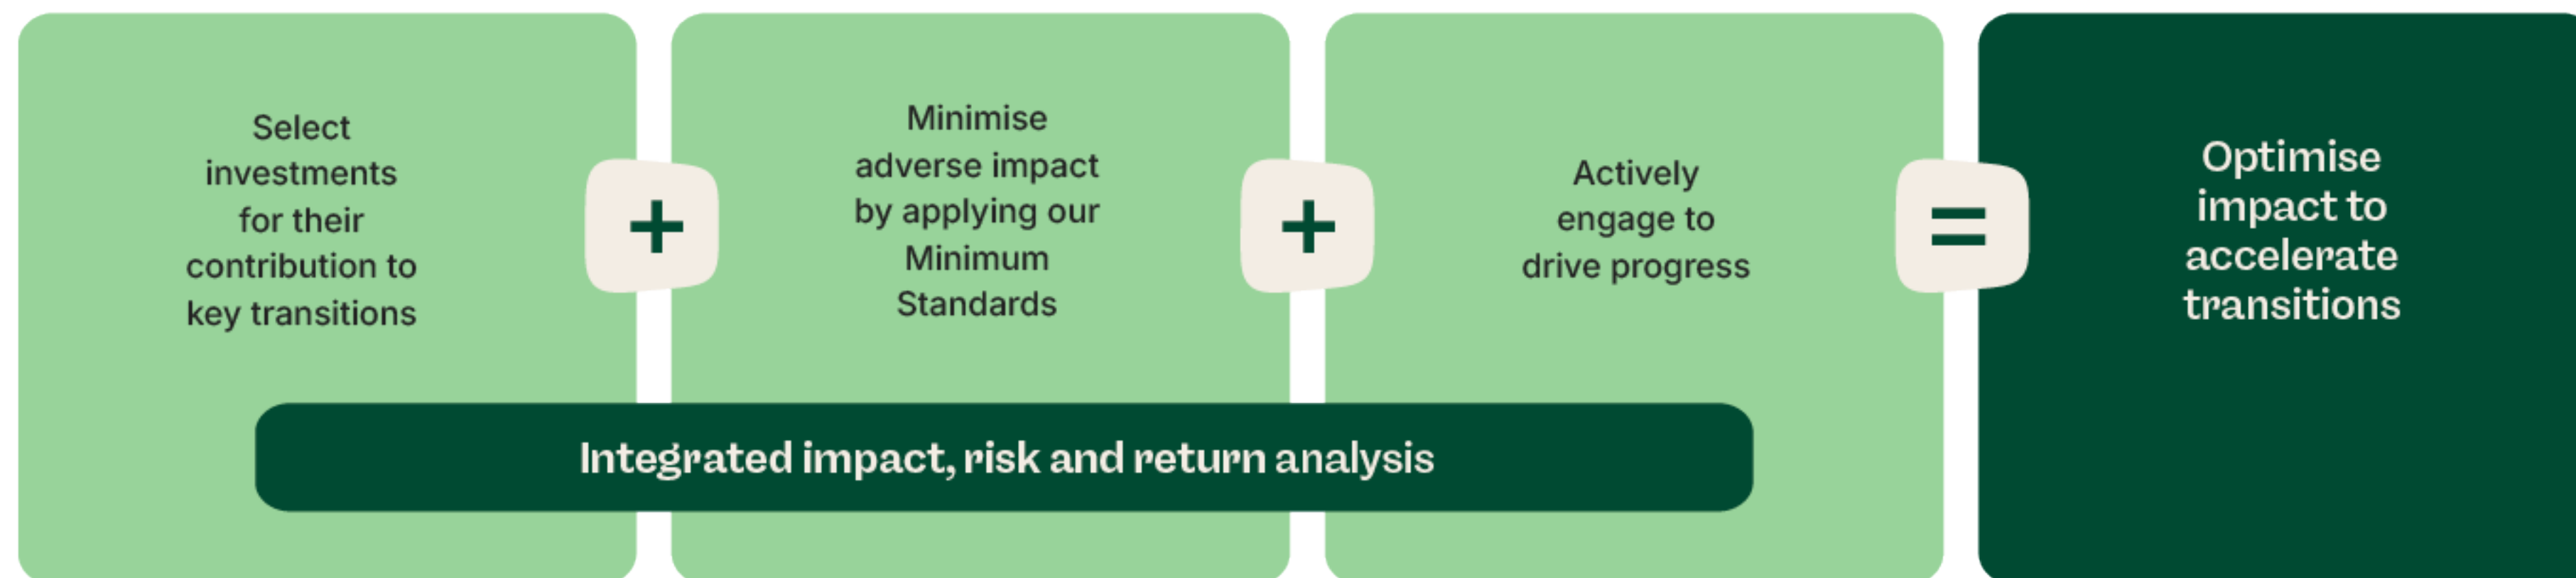 Select
investments
for their
contribution to
key transitions
+
Minimise
adverse impact
by applying our
Minimum
Standards
+
Actively
engage to
drive progress
=
Optimise
impact to
accelerate
transitions
Integrated impact, risk and return analysis